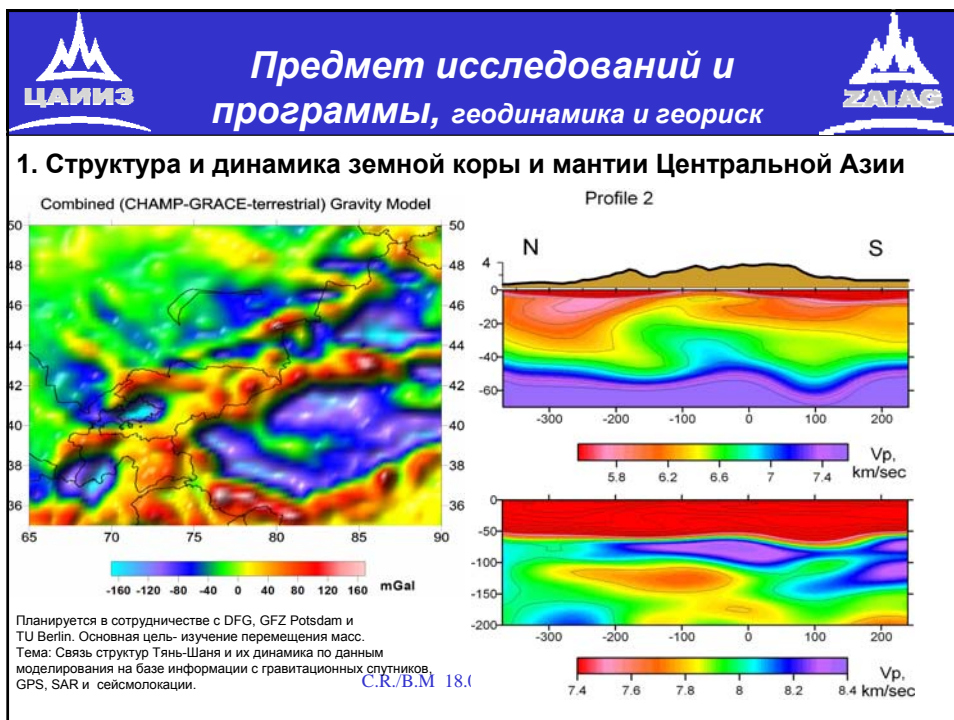 ЦАИИЗ
Предмет исследований и
программы, геодинамика и геориск
ZAIAG
1. Структура и динамика земной коры и мантии Центральной Азии
Combined (CHAMP-GRACE-terrestrial) Gravity Model
50
48
46
44
42
40
38
36
50
48
46
44
42
40
38
36
65 70 75 80 85 90
-160 -120 -80 -40 0 40 80 120 160 mGal
Profile 2
N S
4
0
-20
-40
-60
-300 -200 -100 0 100 200
5.8 6.2 6.6 7 7.4
Vp,
km/sec
0
-50
-100
-150
-200
-300 -200 -100 0 100 200
7.4 7.6 7.8 8 8.2 8.4
Vp,
km/sec
Планируется в сотрудничестве с DFG, GFZ Potsdam и
TU Berlin. Основная цель- изучение перемещения масс.
Тема: Связь структур Тянь-Шаня и их динамика по данным
моделирования на базе информации с гравитационных спутников,
GPS, SAR и сейсмолокации.
C.R./B.M 18.0